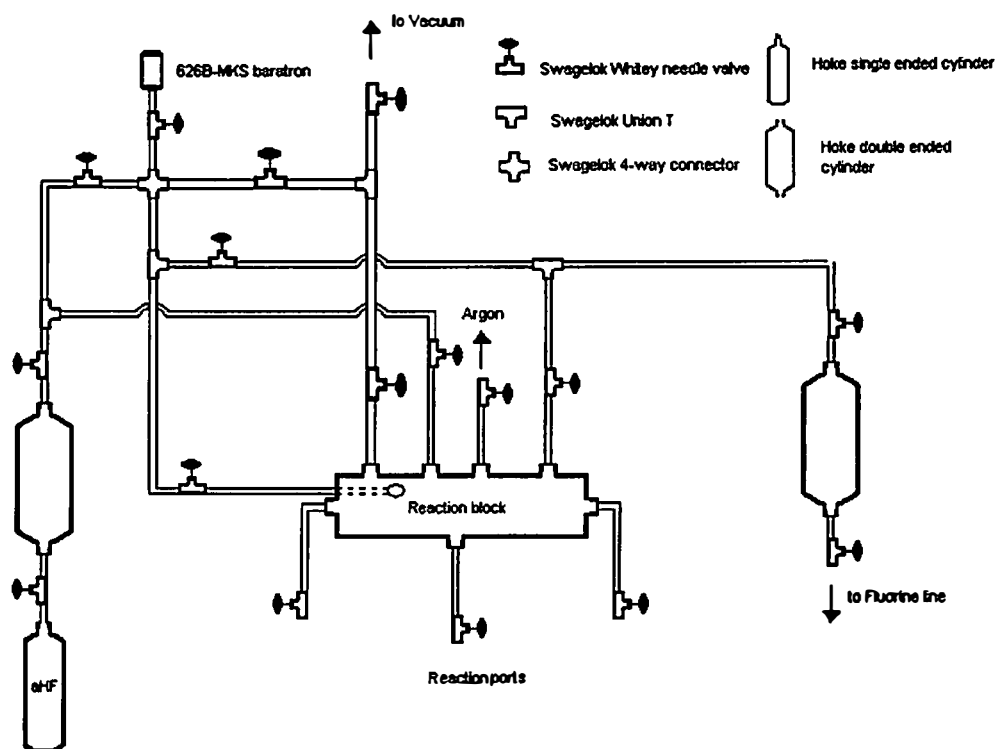 to Vacuum
626B-MKS baratron
Swagelok Whitey needle valve
Hoke single ended cylinder
Swagelok Union T
Swagelok 4-way connector
Hoke double ended
cylinder
Argon
Reaction block
to Fluorine line
Reaction ports
aHF